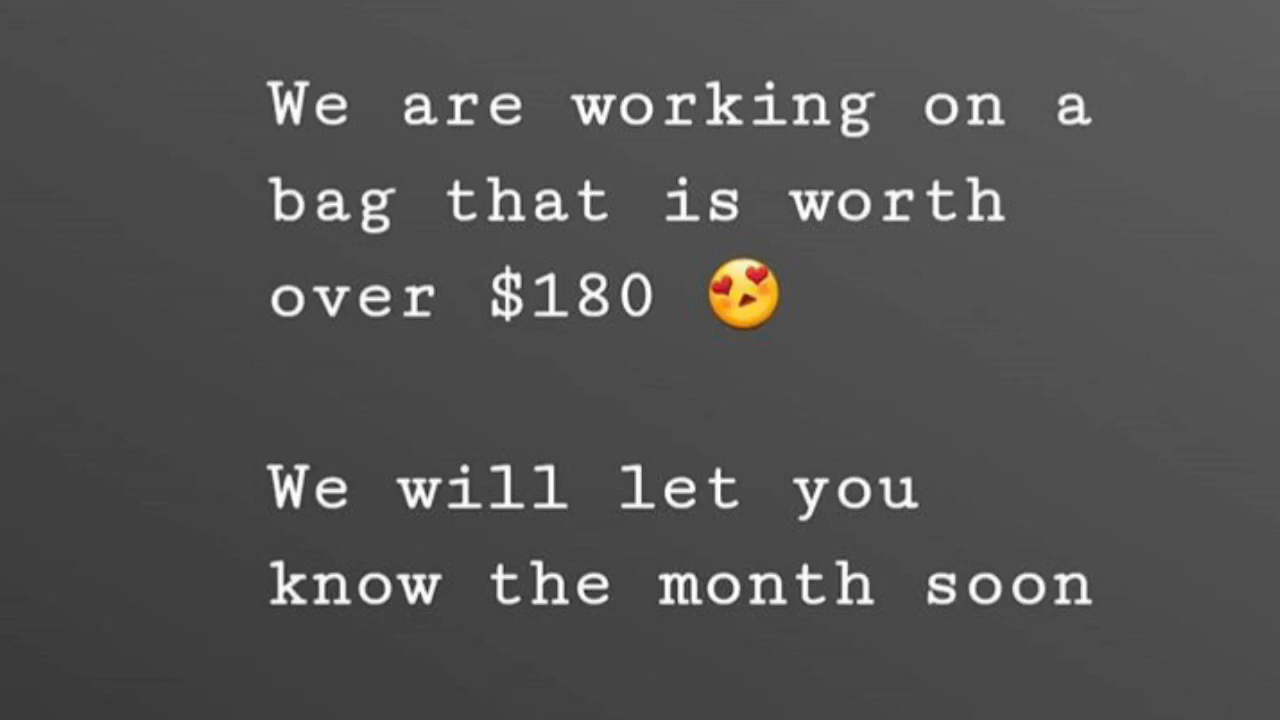 We are working on a
bag that is worth
over $180 😍
We will let you
know the month soon